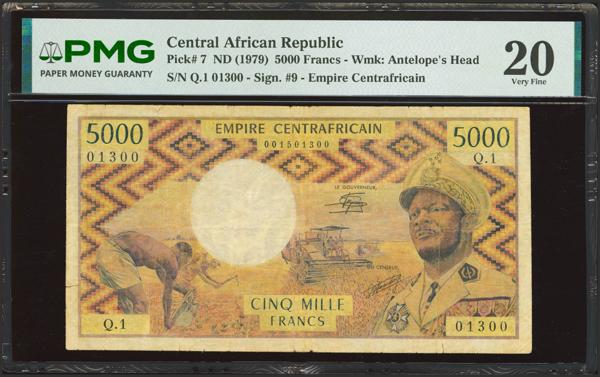 PMG
PAPER MONEY GUARANTY
Central African Republic
Pick# 7 ND (1979) 5000 Francs - Wmk: Antelope's Head
S/N Q.1 01300 - Sign. #9 - Empire Centrafricain
20
Very Fine
5000
01300
EMPIRE CENTRAFRICAIN
001501300
5000
Q.1
LE GOUVERNEUR,
UN CENSEUR,
CINQ MILLE
FRANCS
Q.1
01300